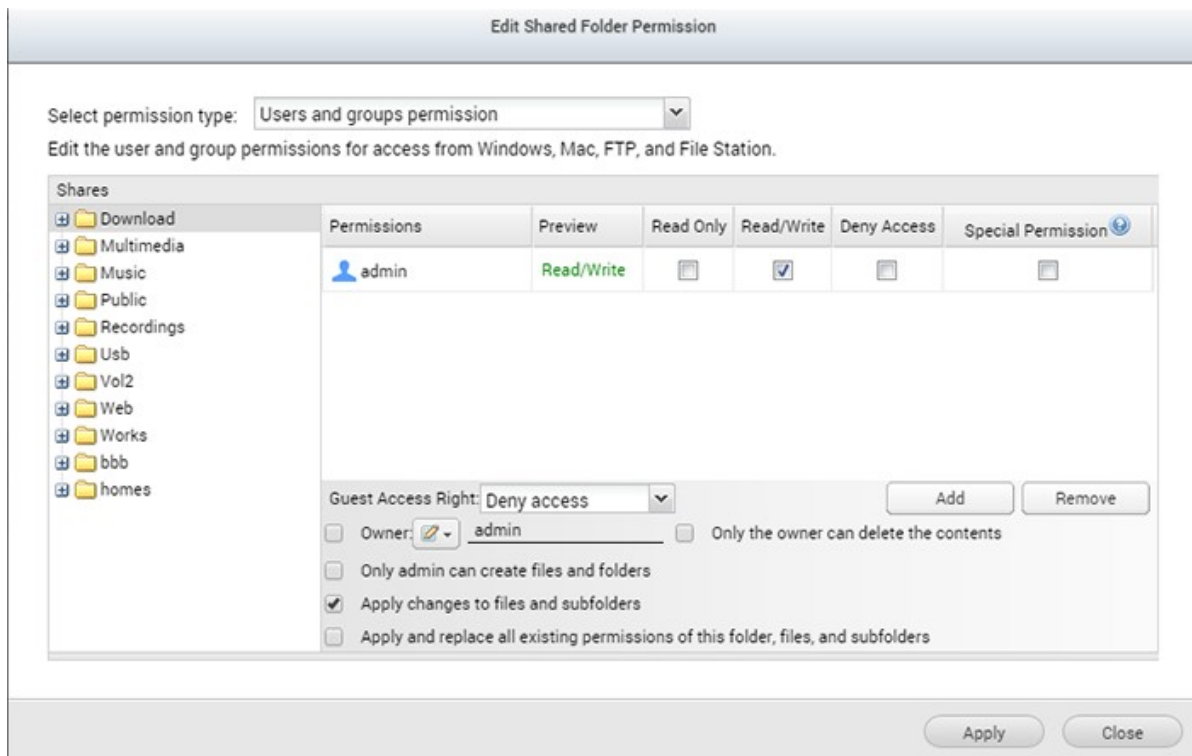 Edit Shared Folder Permission
Select permission type: Users and groups permission
Edit the user and group permissions for access from Windows, Mac, FTP, and File Station.
Shares
Download
Multimedia
Music
Public
Recordings
Usb
Vol2
Web
Works
bbb
homes
Permissions Preview Read Only Read/Write Deny Access Special Permission
admin Read/Write
Guest Access Right: Deny access Add Remove
Owner: admin Only the owner can delete the contents
Only admin can create files and folders
Apply changes to files and subfolders
Apply and replace all existing permissions of this folder, files, and subfolders
Apply Close